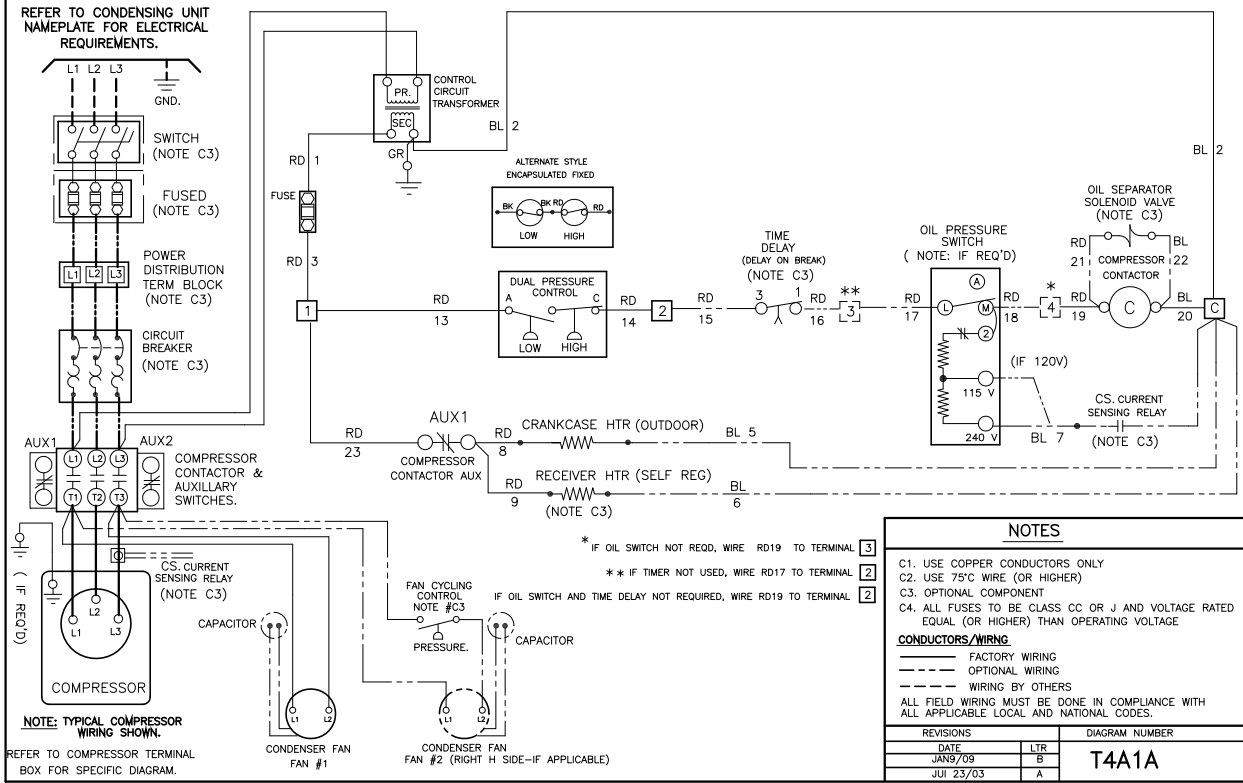 REFER TO CONDENSING UNIT
NAMEPLATE FOR ELECTRICAL
REQUIREMENTS.
L1 L2 L3
GND.
SWITCH
(NOTE C3)
FUSED
(NOTE C3)
L1 L2 L3
POWER
DISTRIBUTION
TERM BLOCK
(NOTE C3)
CIRCUIT
BREAKER
(NOTE C3)
AUX1
AUX2
L1 L2 L3
T1 T2 T3
COMPRESSOR
CONTACTOR &
AUXILLARY
SWITCHES.
CS. CURRENT
SENSING RELAY
(NOTE C3)
( IF REQ'D)
L2
L1
L3
COMPRESSOR
NOTE: TYPICAL COMPRESSOR
WIRING SHOWN.
REFER TO COMPRESSOR TERMINAL
BOX FOR SPECIFIC DIAGRAM.
PR.
SEC
CONTROL
CIRCUIT
TRANSFORMER
GR
BL 2
BL 2
RD 1
FUSE
RD 3
1
ALTERNATE STYLE
ENCAPSULATED FIXED
BK BK RD RD
LOW HIGH
RD
13
DUAL PRESSURE
CONTROL
A C
LOW HIGH
RD
14
2
RD
15
TIME
DELAY
(DELAY ON BREAK)
(NOTE C3)
3 1
RD
16
**
3
RD
17
OIL PRESSURE
SWITCH
( NOTE: IF REQ'D)
A
L
M
2
115 V
240 V
RD
18
*
4
RD
19
OIL SEPARATOR
SOLENOID VALVE
(NOTE C3)
RD
21
BL
22
COMPRESSOR
CONTACTOR
C
BL
20
C
(IF 120V)
BL 7
CS. CURRENT
SENSING RELAY
(NOTE C3)
RD
23
AUX1
COMPRESSOR
CONTACTOR AUX
RD
8
CRANKCASE HTR (OUTDOOR)
BL 5
RD
9
RECEIVER HTR (SELF REG)
(NOTE C3)
BL
6
* IF OIL SWITCH NOT REQD, WIRE RD19 TO TERMINAL 3
** IF TIMER NOT USED, WIRE RD17 TO TERMINAL 2
IF OIL SWITCH AND TIME DELAY NOT REQUIRED, WIRE RD19 TO TERMINAL 2
CAPACITOR
FAN CYCLING
CONTROL
NOTE #C3
PRESSURE.
CAPACITOR
L1 L2
CONDENSER FAN
FAN #1
L1 L2
CONDENSER FAN
FAN #2 (RIGHT H SIDE-IF APPLICABLE)
NOTES
C1. USE COPPER CONDUCTORS ONLY
C2. USE 75°C WIRE (OR HIGHER)
C3. OPTIONAL COMPONENT
C4. ALL FUSES TO BE CLASS CC OR J AND VOLTAGE RATED
EQUAL (OR HIGHER) THAN OPERATING VOLTAGE
CONDUCTORS/WIRNG
FACTORY WIRING
OPTIONAL WIRING
WIRING BY OTHERS
ALL FIELD WIRING MUST BE DONE IN COMPLIANCE WITH
ALL APPLICABLE LOCAL AND NATIONAL CODES.
REVISIONS DIAGRAM NUMBER
DATE LTR
JAN9/09 B
JUl 23/03 A
T4A1A